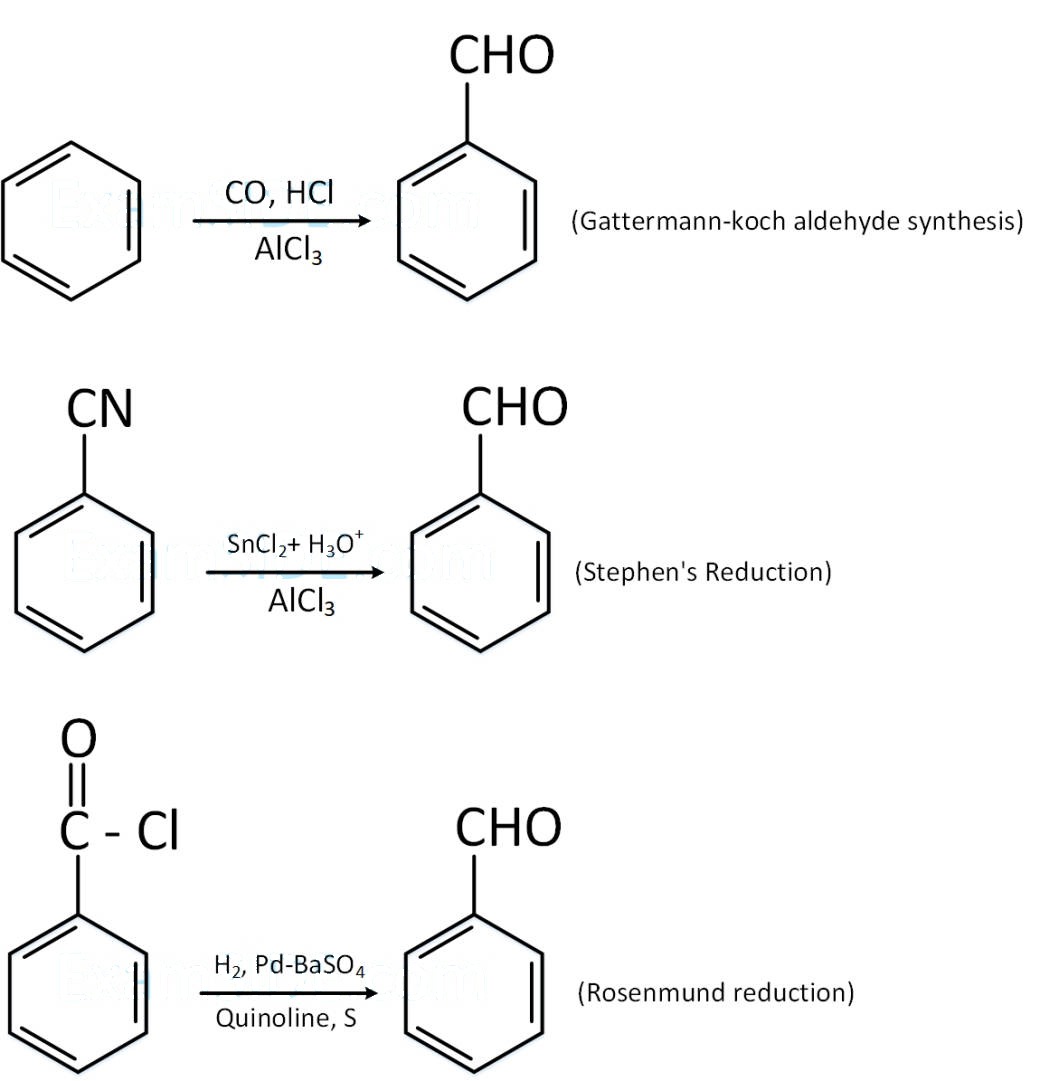 CHO
CO, HCl
AlCl₃
(Gattermann-koch aldehyde synthesis)
CN
CHO
SnCl₂+ H₃O⁺
AlCl₃
(Stephen's Reduction)
O
C - Cl
CHO
H₂, Pd-BaSO₄
Quinoline, S
(Rosenmund reduction)